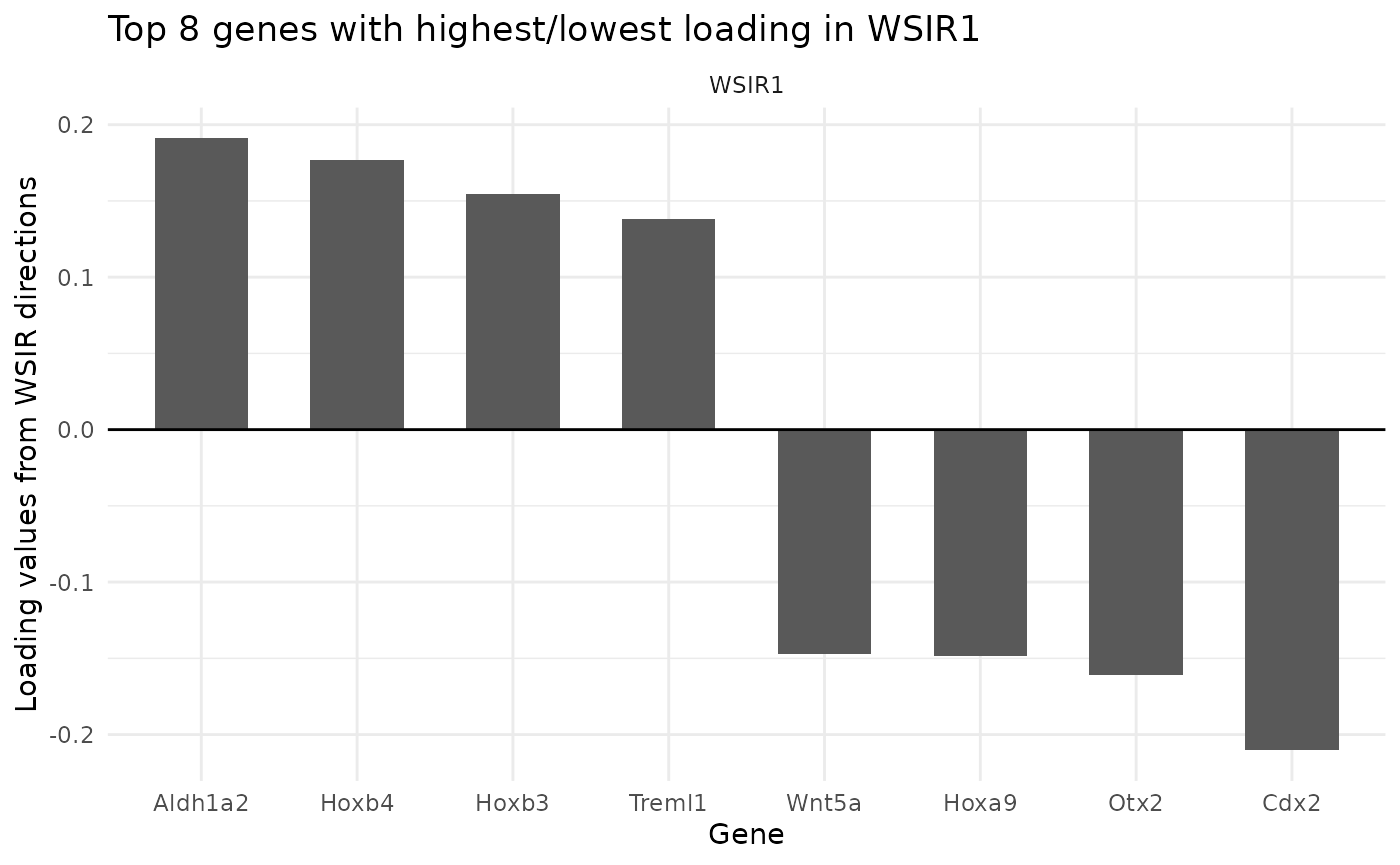 Top 8 genes with highest/lowest loading in WSIR1
WSIR1
Loading values from WSIR directions
0.2
0.1
0.0
-0.1
-0.2
Aldh1a2 Hoxb4 Hoxb3 Treml1 Wnt5a Hoxa9 Otx2 Cdx2
Gene